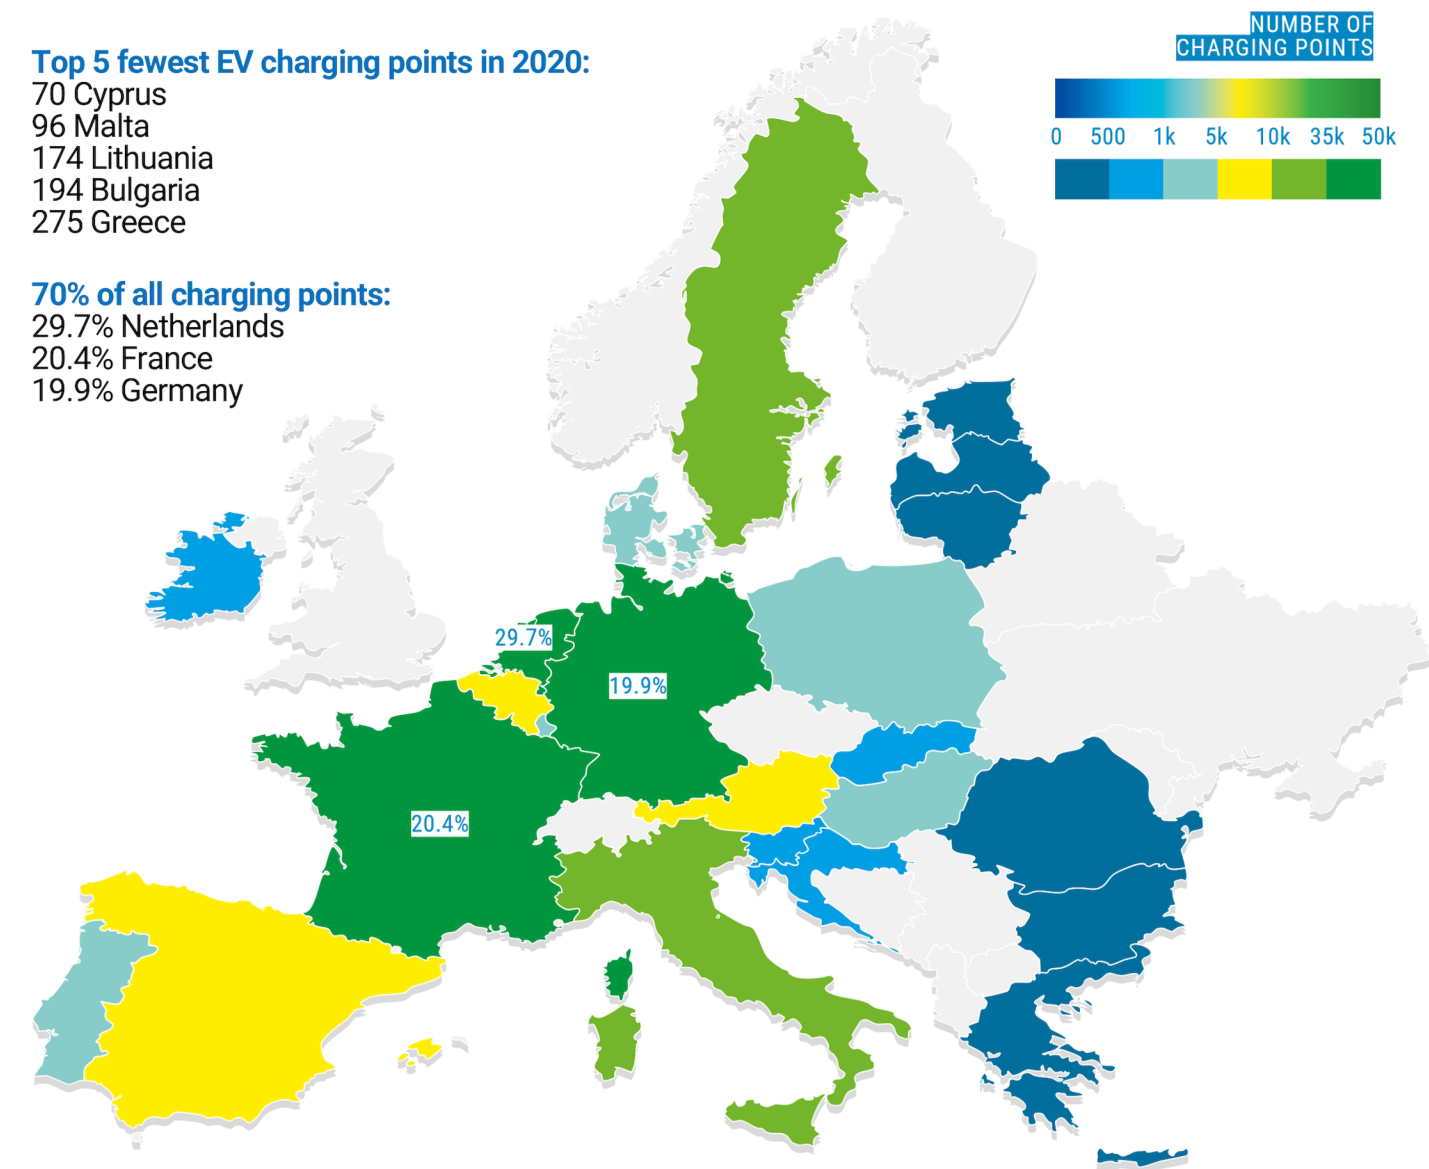 Top 5 fewest EV charging points in 2020:
70 Cyprus
96 Malta
174 Lithuania
194 Bulgaria
275 Greece
70% of all charging points:
29.7% Netherlands
20.4% France
19.9% Germany
NUMBER OF
CHARGING POINTS
0 500 1k 5k 10k 35k 50k
29.7%
19.9%
20.4%